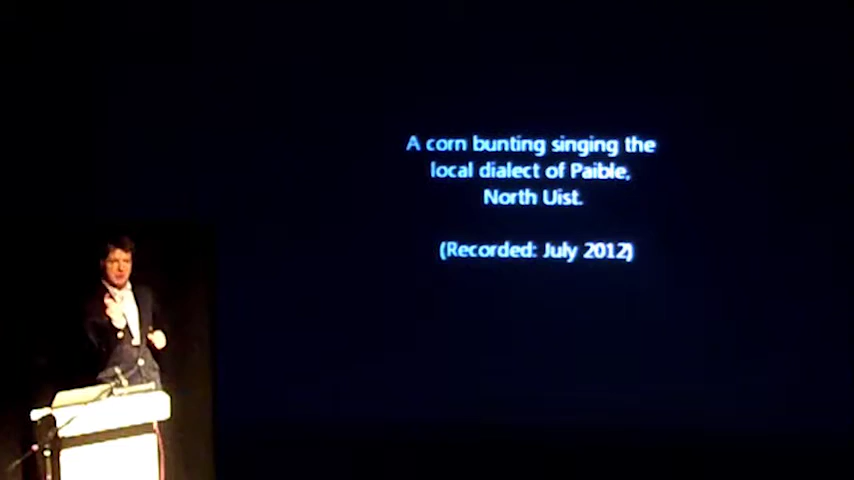 A corn bunting singing the
local dialect of Paible,
North Uist.
(Recorded: July 2012)